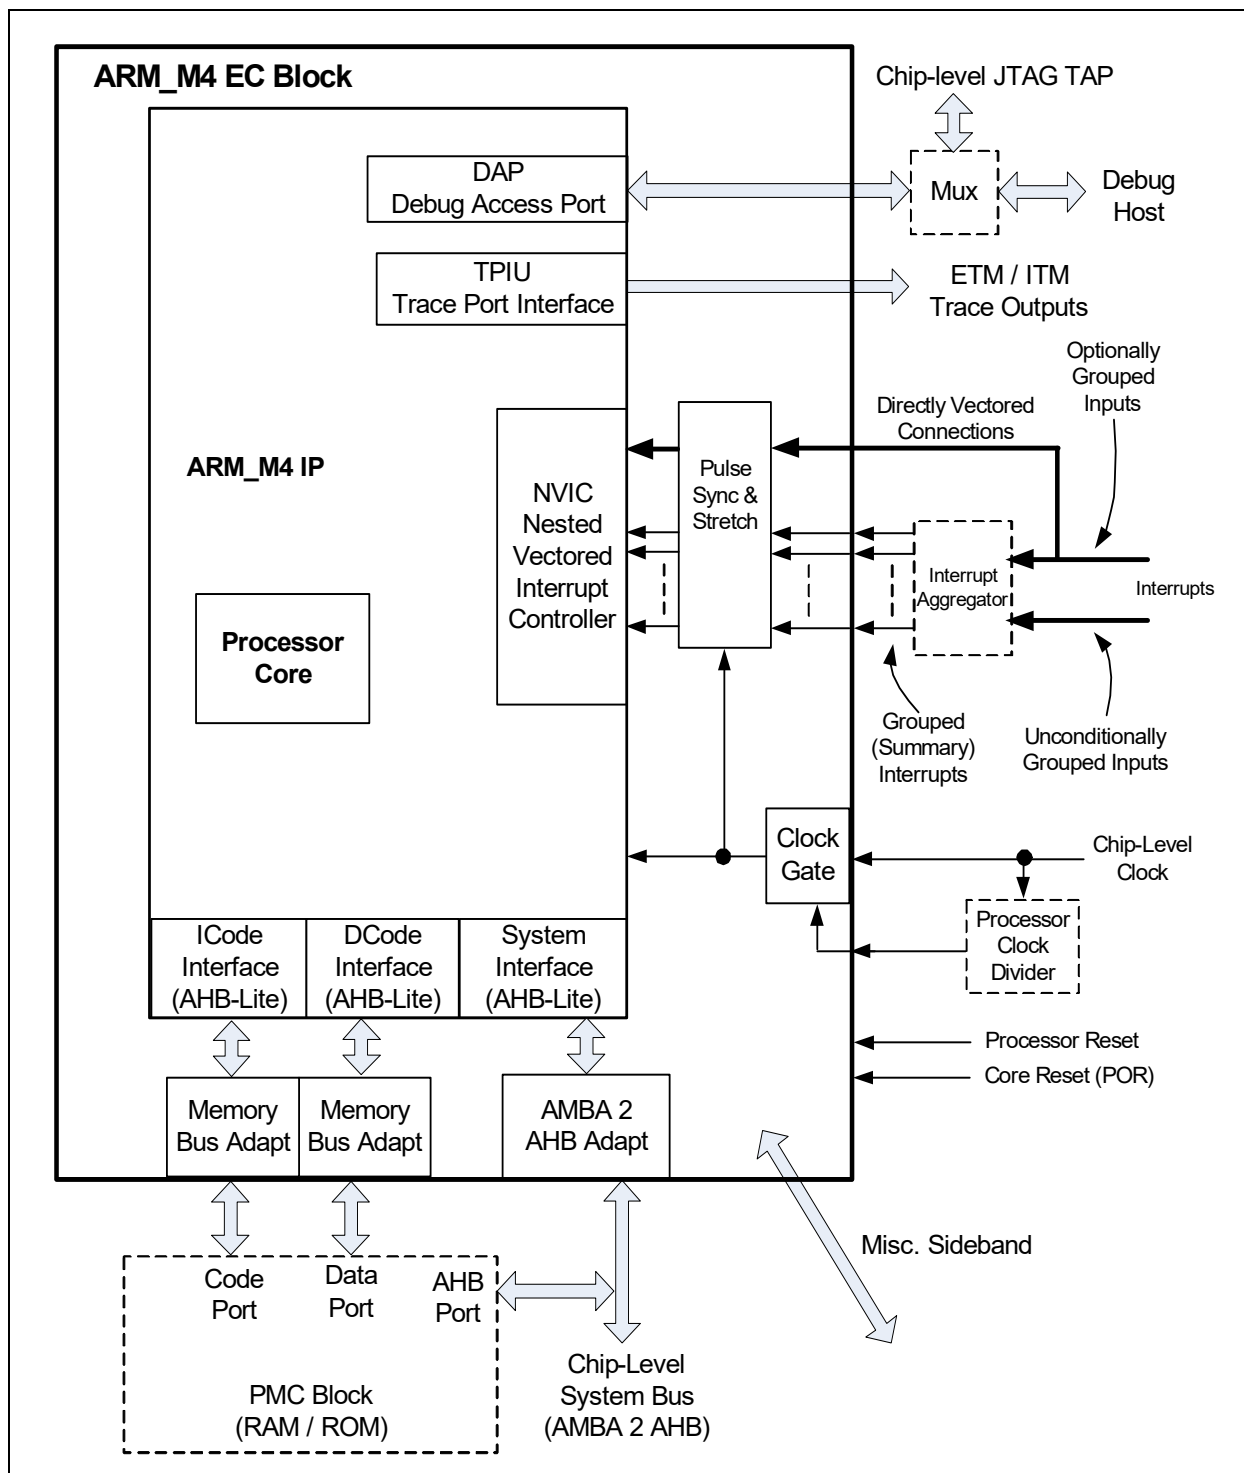 ARM_M4 EC Block
Chip-level JTAG TAP
DAP
Debug Access Port
Mux
Debug
Host
TPIU
Trace Port Interface
ETM / ITM
Trace Outputs
Optionally
Grouped
Inputs
Directly Vectored
Connections
ARM_M4 IP
NVIC
Nested
Vectored
Interrupt
Controller
Pulse
Sync &
Stretch
Interrupt
Aggregator
Interrupts
Processor
Core
Grouped
(Summary)
Interrupts
Unconditionally
Grouped Inputs
Clock
Gate
Chip-Level
Clock
Processor
Clock
Divider
ICode
Interface
(AHB-Lite)
DCode
Interface
(AHB-Lite)
System
Interface
(AHB-Lite)
Processor Reset
Core Reset (POR)
Memory
Bus Adapt
Memory
Bus Adapt
AMBA 2
AHB Adapt
Misc. Sideband
Code
Port
Data
Port
AHB
Port
PMC Block
(RAM / ROM)
Chip-Level
System Bus
(AMBA 2 AHB)